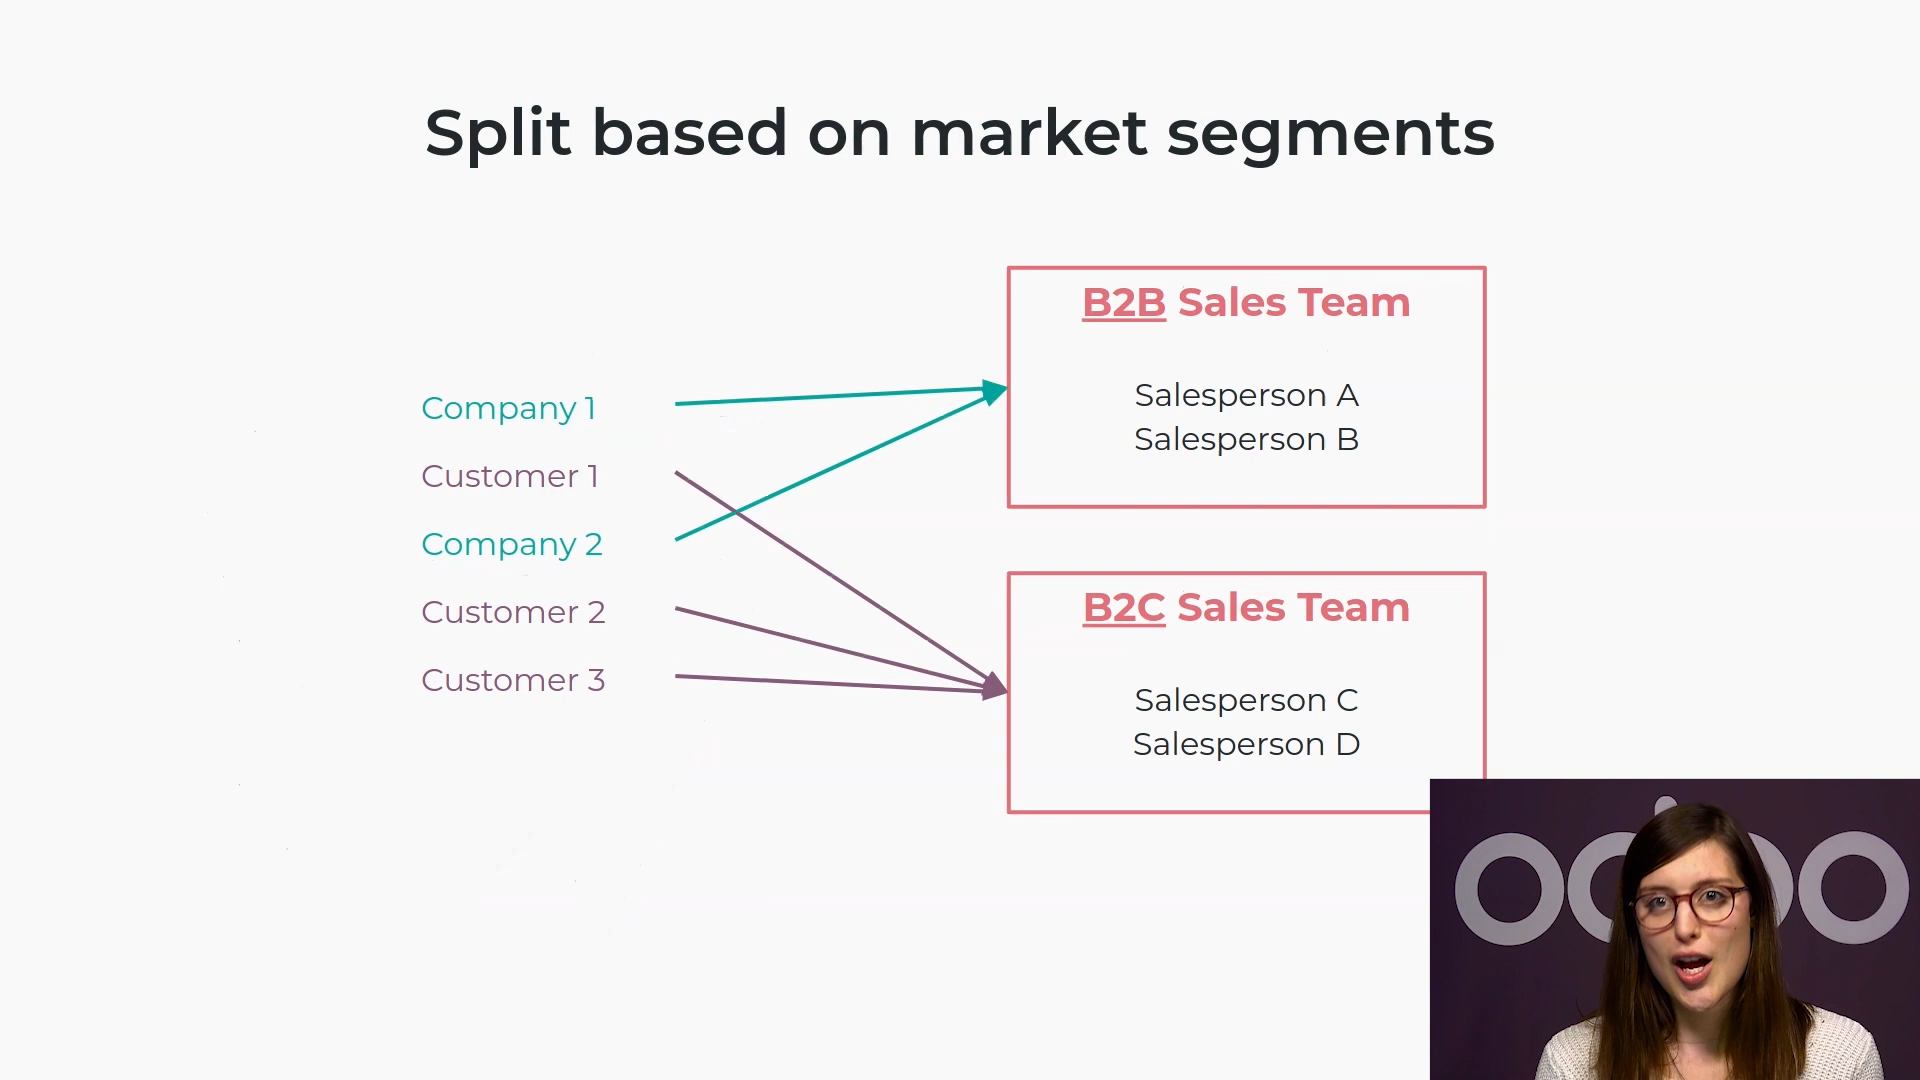 Split based on market segments
B2B Sales Team
Salesperson A
Salesperson B
Company 1
Customer 1
Company 2
Customer 2
Customer 3
B2C Sales Team
Salesperson C
Salesperson D
odoo